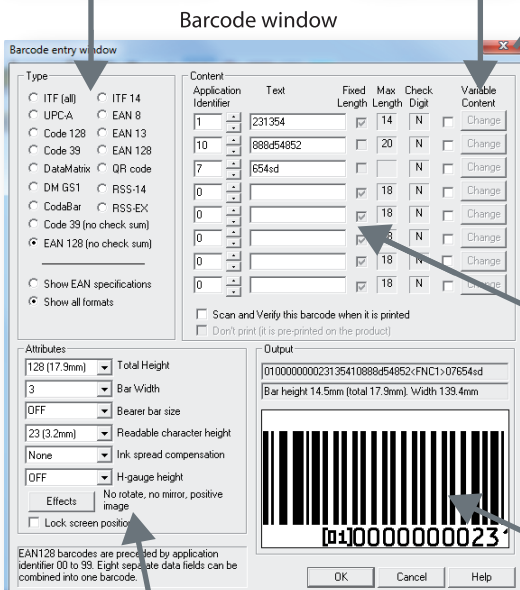 Barcode window
Barcode entry window
Type
ITF (all) ITF 14
UPC-A EAN 8
Code 128 EAN 13
Code 39 EAN 128
DataMatrix QR code
DM GS1 RSS-14
CodaBar RSS-EX
Code 39 (no check sum)
EAN 128 (no check sum)
Show EAN specifications
Show all formats
Content
Application Identifier Text Fixed Length Max Length Check Digit Variable Content
1 231354 14 N Change
10 888d54852 20 N Change
7 654sd N Change
0 18 N Change
0 18 N Change
0 N Change
0 18 N Change
0 18 N Change
Scan and Verify this barcode when it is printed
Don't print (it is pre-printed on the product)
Attributes
128 (17.9mm) Total Height
3 Bar Width
OFF Bearer bar size
23 (3.2mm) Readable character height
None Ink spread compensation
OFF H-gauge height
Effects No rotate, no mirror, positive
image
Lock screen position
EAN128 barcodes are preceded by application
identifier 00 to 99. Eight separate data fields can be
combined into one barcode.
Output
010000000023135410888d54852<FNC1>07654sd
Bar height 14.5mm (total 17.9mm). Width 139.4mm
[01]0000000023
OK Cancel Help